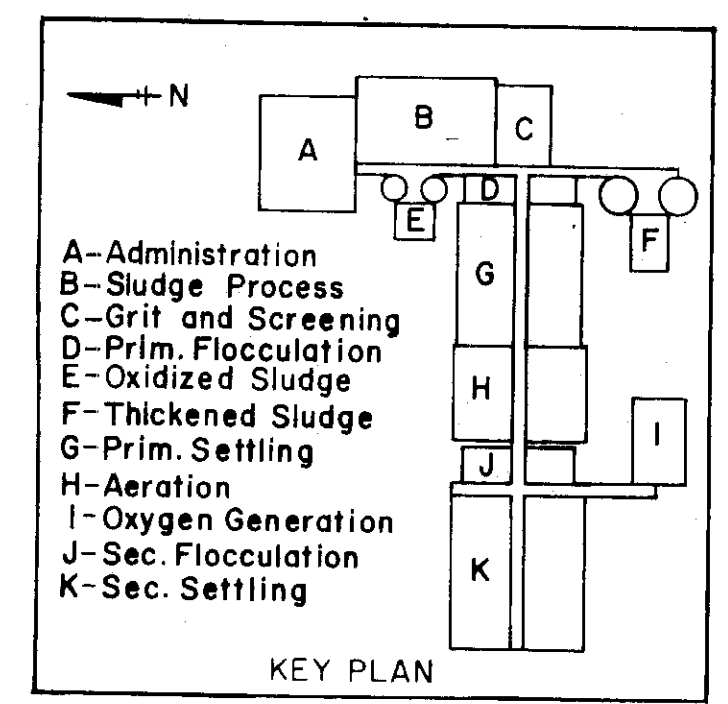 N
A
B
C
D
E
F
G
H
I
J
K
A-Administration
B-Sludge Process
C-Grit and Screening
D-Prim. Flocculation
E-Oxidized Sludge
F-Thickened Sludge
G-Prim. Settling
H-Aeration
I-Oxygen Generation
J-Sec. Flocculation
K-Sec. Settling
KEY PLAN